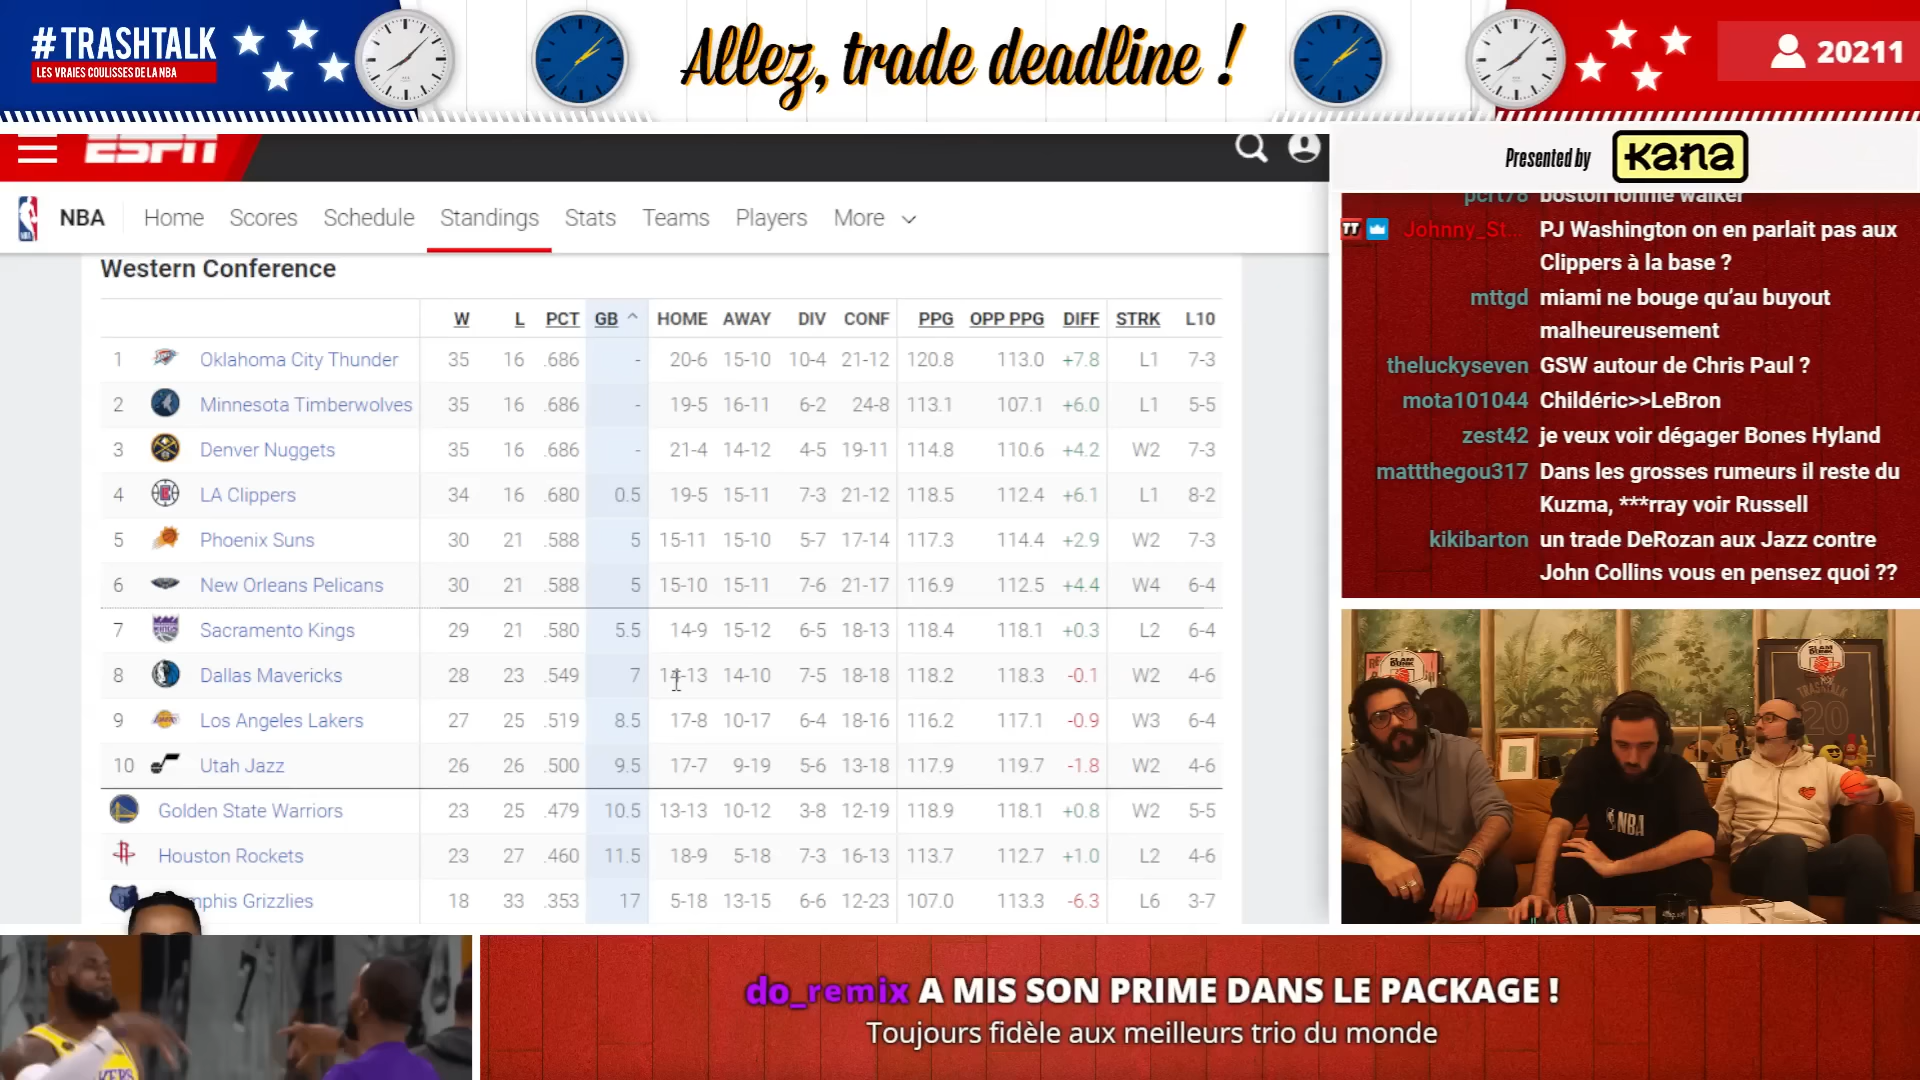 #TRASHTALK
LES VRAIES COULISSES DE LA NBA
Allez, trade deadline !
20211
ESPN
NBA Home Scores Schedule Standings Stats Teams Players More
Presented by kana
Western Conference
W L PCT GB HOME AWAY DIV CONF PPG OPP PPG DIFF STRK L10
1 Oklahoma City Thunder 35 16 .686 - 20-6 15-10 10-4 21-12 120.8 113.0 +7.8 L1 7-3
2 Minnesota Timberwolves 35 16 .686 - 19-5 16-11 6-2 24-8 113.1 107.1 +6.0 L1 5-5
3 Denver Nuggets 35 16 .686 - 21-4 14-12 4-5 19-11 114.8 110.6 +4.2 W2 7-3
4 LA Clippers 34 16 .680 0.5 19-5 15-11 7-3 21-12 118.5 112.4 +6.1 L1 8-2
5 Phoenix Suns 30 21 .588 5 15-11 15-10 5-7 17-14 117.3 114.4 +2.9 W2 7-3
6 New Orleans Pelicans 30 21 .588 5 15-10 15-11 7-6 21-17 116.9 112.5 +4.4 W4 6-4
7 Sacramento Kings 29 21 .580 5.5 14-9 15-12 6-5 18-13 118.4 118.1 +0.3 L2 6-4
8 Dallas Mavericks 28 23 .549 7 14-13 14-10 7-5 18-18 118.2 118.3 -0.1 W2 4-6
9 Los Angeles Lakers 27 25 .519 8.5 17-8 10-17 6-4 18-16 116.2 117.1 -0.9 W3 6-4
10 Utah Jazz 26 26 .500 9.5 17-7 9-19 5-6 13-18 117.9 119.7 -1.8 W2 4-6
Golden State Warriors 23 25 .479 10.5 13-13 10-12 3-8 12-19 118.9 118.1 +0.8 W2 5-5
Houston Rockets 23 27 .460 11.5 18-9 5-18 7-3 16-13 113.7 112.7 +1.0 L2 4-6
mphis Grizzlies 18 33 .353 17 5-18 13-15 6-6 12-23 107.0 113.3 -6.3 L6 3-7
pcrt78 boston lonnie walker
TT Johnny_St... PJ Washington on en parlait pas aux
Clippers à la base ?
mttgd miami ne bouge qu'au buyout
malheureusement
theluckyseven GSW autour de Chris Paul ?
mota101044 Childéric>>LeBron
zest42 je veux voir dégager Bones Hyland
mattthegou317 Dans les grosses rumeurs il reste du
Kuzma, ***rray voir Russell
kikibarton un trade DeRozan aux Jazz contre
John Collins vous en pensez quoi ??
SLAM
DUNK
SLAM
DUNK
TRASHTALK
20
NBA
do_remix A MIS SON PRIME DANS LE PACKAGE !
Toujours fidèle aux meilleurs trio du monde